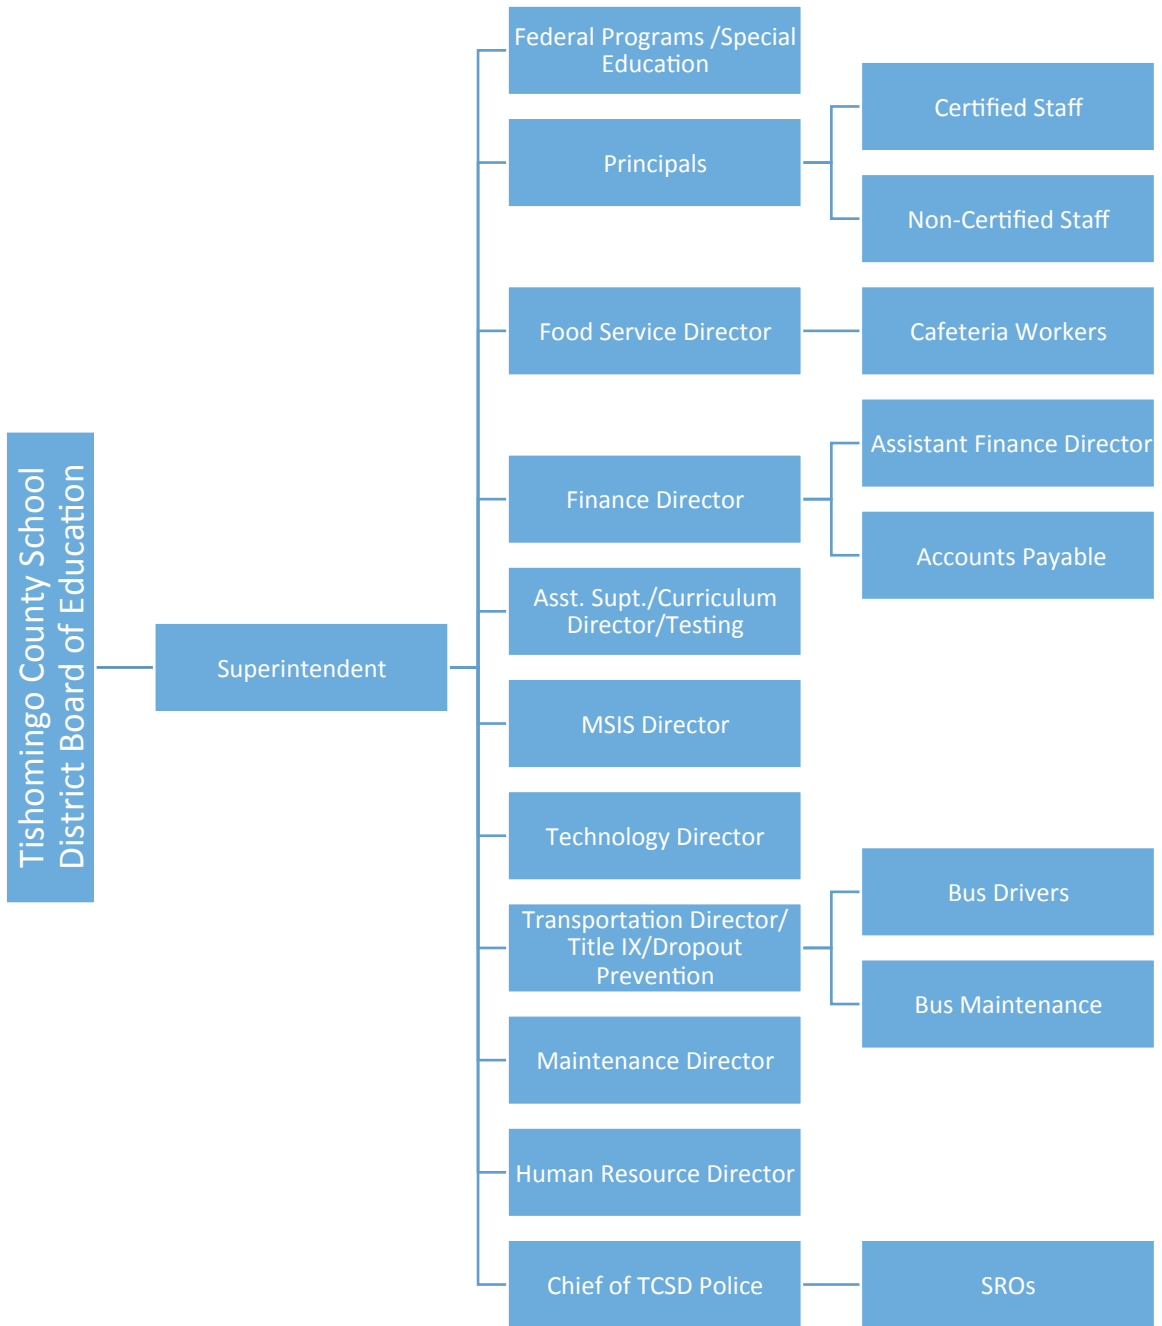 Tishomingo County School
District Board of Education
Superintendent
Federal Programs /Special
Education
Principals
Certified Staff
Non-Certified Staff
Food Service Director
Cafeteria Workers
Finance Director
Assistant Finance Director
Accounts Payable
Asst. Supt./Curriculum
Director/Testing
MSIS Director
Technology Director
Transportation Director/
Title IX/Dropout
Prevention
Bus Drivers
Bus Maintenance
Maintenance Director
Human Resource Director
Chief of TCSD Police
SROs